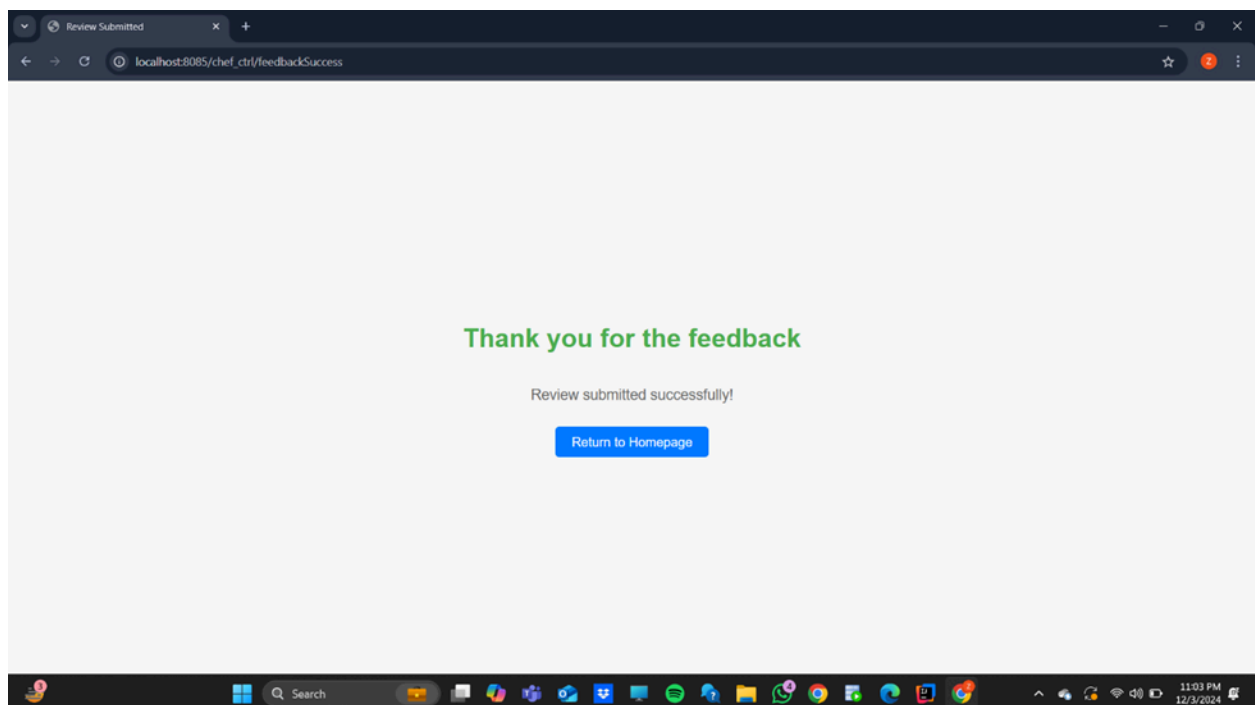 Review Submitted
localhost:8085/chef_ctrl/feedbackSuccess
Z
Thank you for the feedback
Review submitted successfully!
Return to Homepage
Search
11:03 PM
12/3/2024